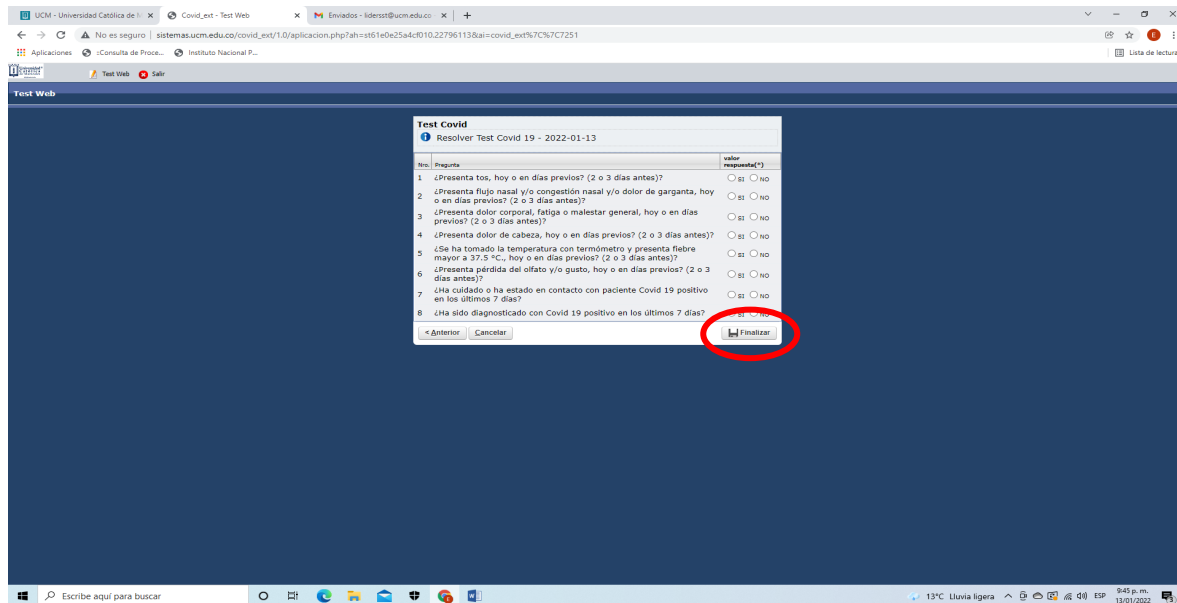 UCM - Universidad Católica de M
Covid_ext - Test Web
Enviados - lidersst@ucm.edu.co
No es seguro | sistemas.ucm.edu.co/covid_ext/1.0/aplicacion.php?ah=st61e0e25a4cf010.22796113&ai=covid_ext%7C%7C7251
E
Aplicaciones
:Consulta de Proce...
Instituto Nacional P...
Lista de lectura
Test Web
Salir
Test Web
Test Covid
Resolver Test Covid 19 - 2022-01-13
Nro. Pregunta valor respuesta(*)
1 ¿Presenta tos, hoy o en días previos? (2 o 3 días antes)? SI NO
2 ¿Presenta flujo nasal y/o congestión nasal y/o dolor de garganta, hoy
o en días previos? (2 o 3 días antes)? SI NO
3 ¿Presenta dolor corporal, fatiga o malestar general, hoy o en días
previos? (2 o 3 días antes)? SI NO
4 ¿Presenta dolor de cabeza, hoy o en días previos? (2 o 3 días antes)? SI NO
5 ¿Se ha tomado la temperatura con termómetro y presenta fiebre
mayor a 37.5 ºC., hoy o en días previos? (2 o 3 días antes)? SI NO
6 ¿Presenta pérdida del olfato y/o gusto, hoy o en días previos? (2 o 3
días antes)? SI NO
7 ¿Ha cuidado o ha estado en contacto con paciente Covid 19 positivo
en los últimos 7 días? SI NO
8 ¿Ha sido diagnosticado con Covid 19 positivo en los últimos 7 días? SI NO
< Anterior Cancelar Finalizar
Escribe aquí para buscar
13°C Lluvia ligera ESP 9:45 p. m.
13/01/2022